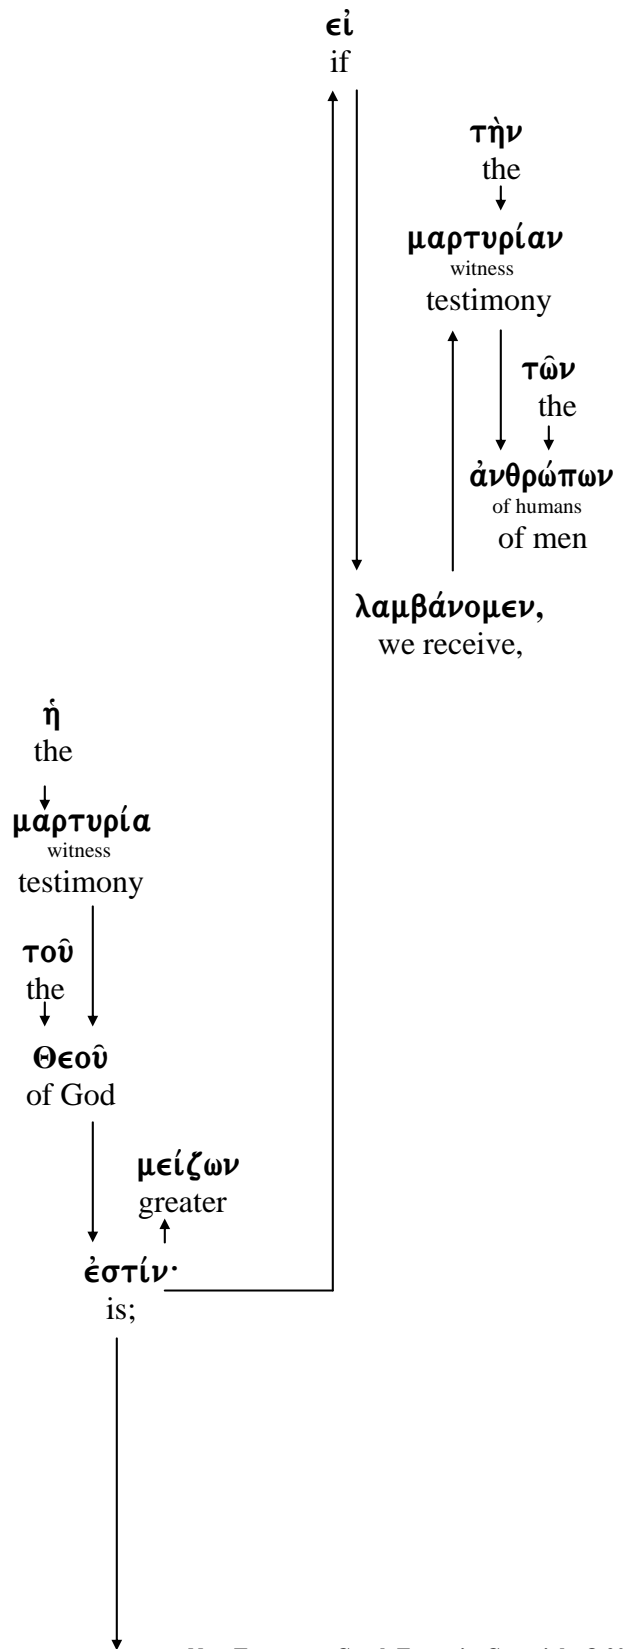 εἰ
if
τὴν
the
μαρτυρίαν
witness
testimony
τῶν
the
ἀνθρώπων
of humans
of men
λαμβάνομεν,
we receive,
ἡ
the
μαρτυρία
witness
testimony
τοῦ
the
Θεοῦ
of God
μείζων
greater
ἐστίν·
is;